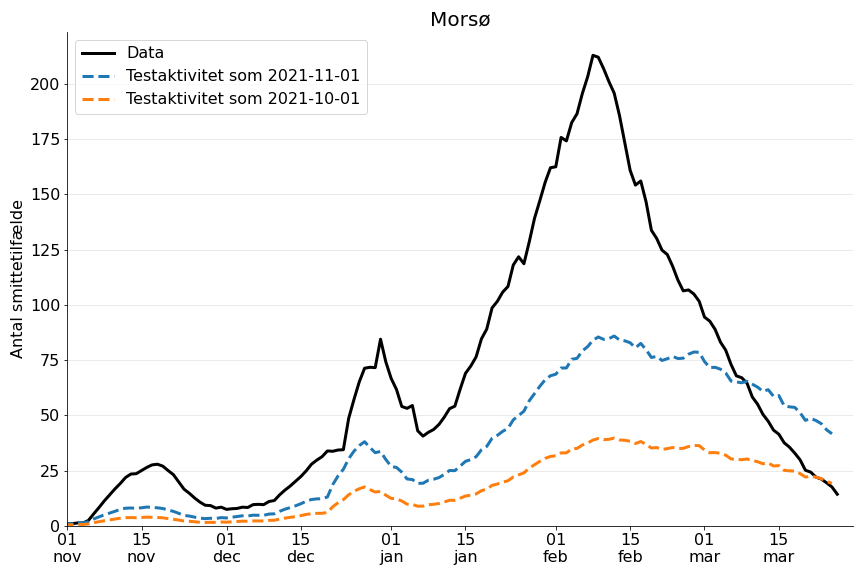 Morsø
Data
Testaktivitet som 2021-11-01
Testaktivitet som 2021-10-01
Antal smittetilfælde
200
175
150
125
100
75
50
25
0
01 15 01 15 01 15 01 15 01 15
nov nov dec dec jan jan feb feb mar mar